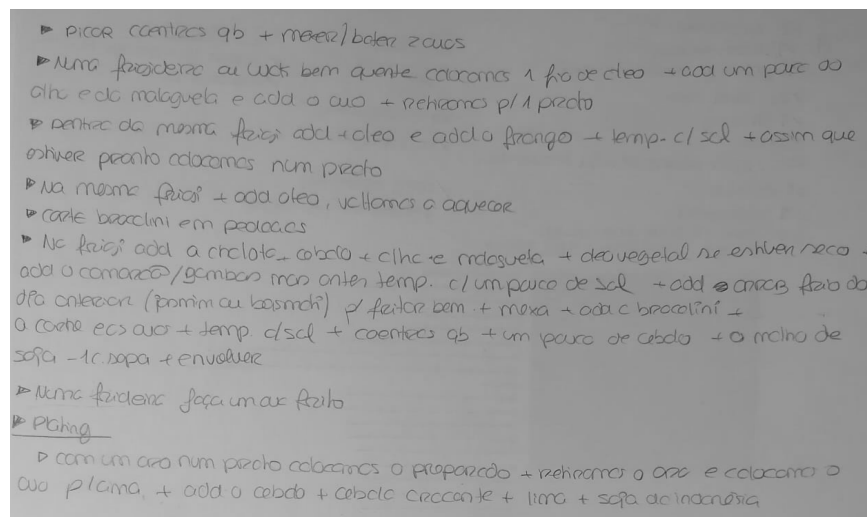 ▶ Picar coentros qb + mexer/bater 2 ovos
▶ Numa frigideira ou wok bem quente colocamos 1 fio de óleo + add um pouco do
alho e da malagueta e add o ovo + retiramos p/ 1 prato
▶ Dentro da mesma frigi add + óleo e add o frango + temp. c/ sal + assim que
estiver pronto colocamos num prato
▶ Na mesma frigi + add óleo, voltamos a aquecer
▶ Corte broccolini em pedaços
▶ Na frigi add a chalota, cebola + alho e malagueta + óleo vegetal se estiver seco +
add o camarão/gambas mas antes temp. c/ um pouco de sal + add o arroz frio do
dia anterior (jasmim ou basmati) p/ fritar bem + mexa + add o brocolini +
a carne e os ovos + temp. c/ sal + coentros qb + um pouco de cebola + o molho de
soja - 1c. sopa + envolver
▶ Numa frideira faça um ovo frito
▶ Plating
▷ com um aro num prato colocamos o preparado + retiramos o aro e colocamos o
ovo p/ cima, + add o cebola + cebola crocante + lima + soja da indonésia